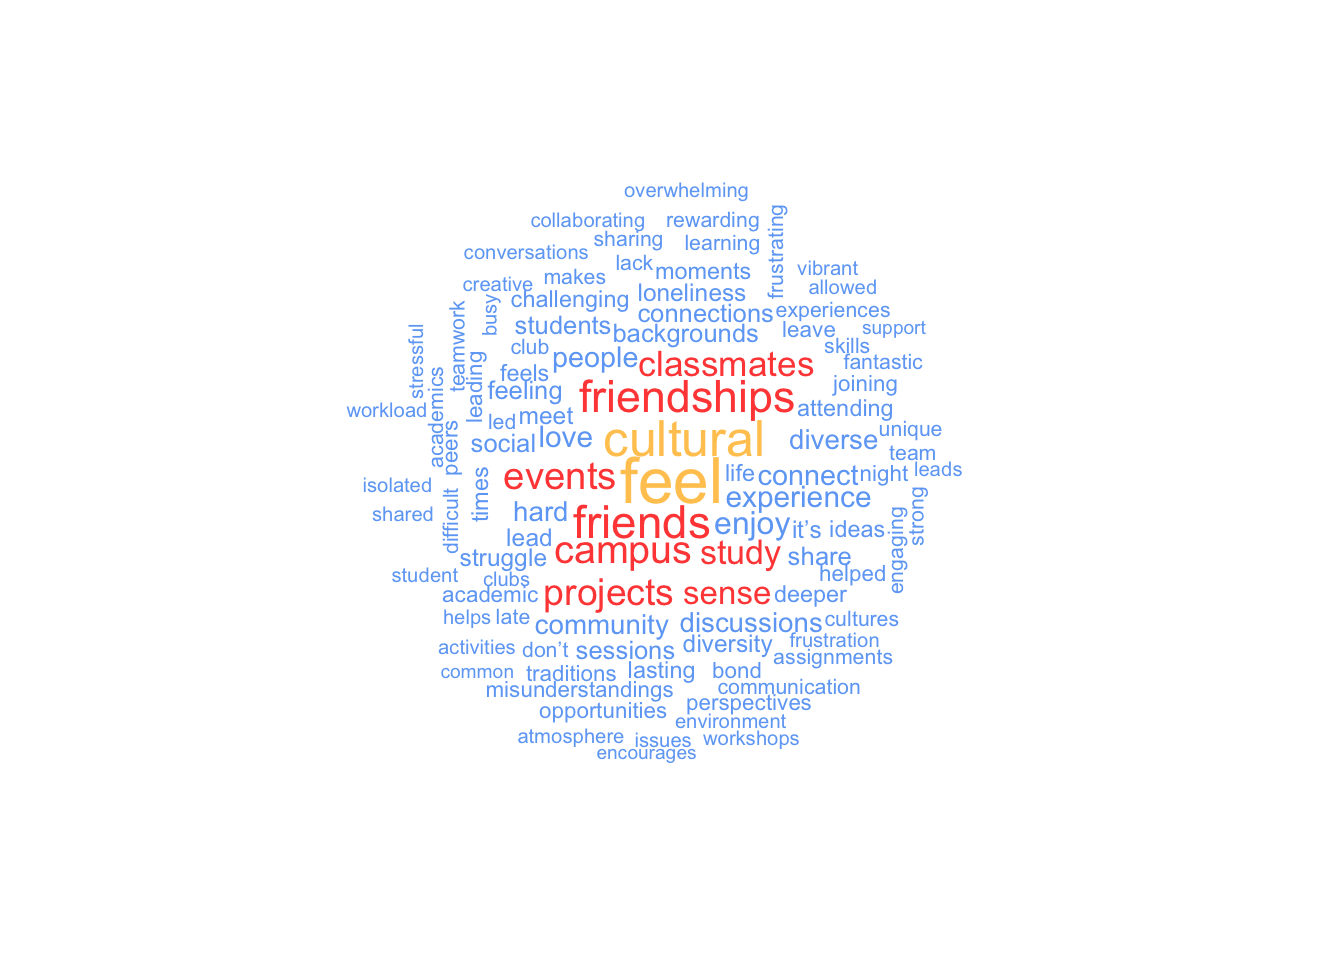 overwhelming
collaborating rewarding
sharing learning
frustrating
conversations
lack moments
vibrant
creative makes
allowed
challenging loneliness
busy
connections experiences
students backgrounds leave support
teamwork
stressful
club people classmates skills fantastic
feels
feeling friendships joining
leading
academics
workload
led meet attending
social love cultural diverse unique
peers
team
events feel life connect night leads
isolated
times
experience
shared
difficult
hard friends enjoy it’s ideas
strong
engaging
lead campus study share
struggle
student clubs helped
academic projects sense deeper
helps late community discussions cultures
activities don’t sessions diversity frustration
assignments
common traditions lasting bond
misunderstandings communication
opportunities perspectives
environment
atmosphere issues workshops
encourages